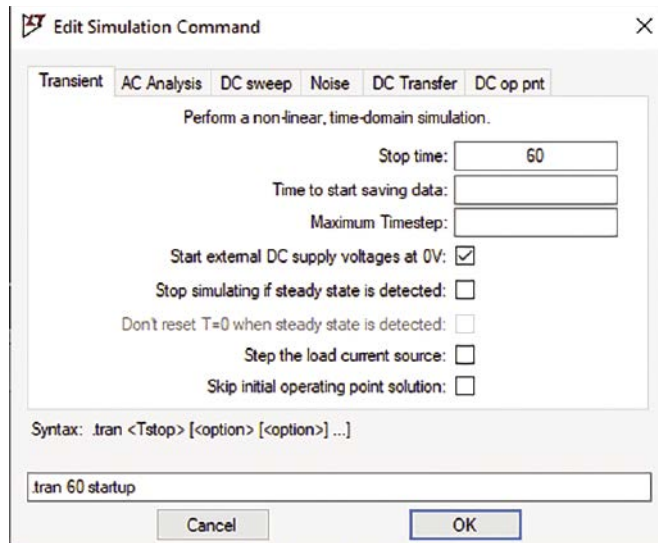 Edit Simulation Command
Transient AC Analysis DC sweep Noise DC Transfer DC op pnt
Perform a non-linear, time-domain simulation.
Stop time: 60
Time to start saving data:
Maximum Timestep:
Start external DC supply voltages at 0V:
Stop simulating if steady state is detected:
Don't reset T=0 when steady state is detected:
Step the load current source:
Skip initial operating point solution:
Syntax: .tran <Tstop> [<option> [<option>] ...]
.tran 60 startup
Cancel OK